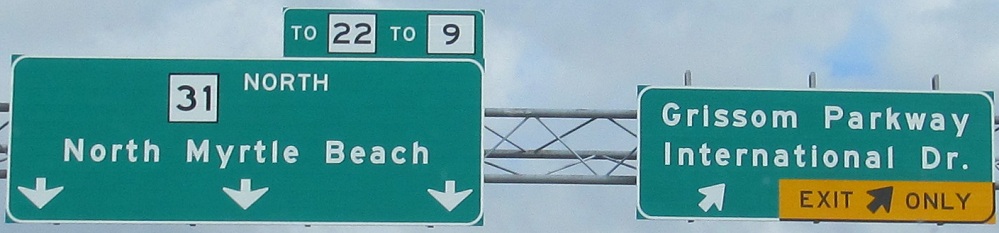 TO 22 TO 9
31 NORTH
North Myrtle Beach
Grissom Parkway
International Dr.
EXIT ONLY